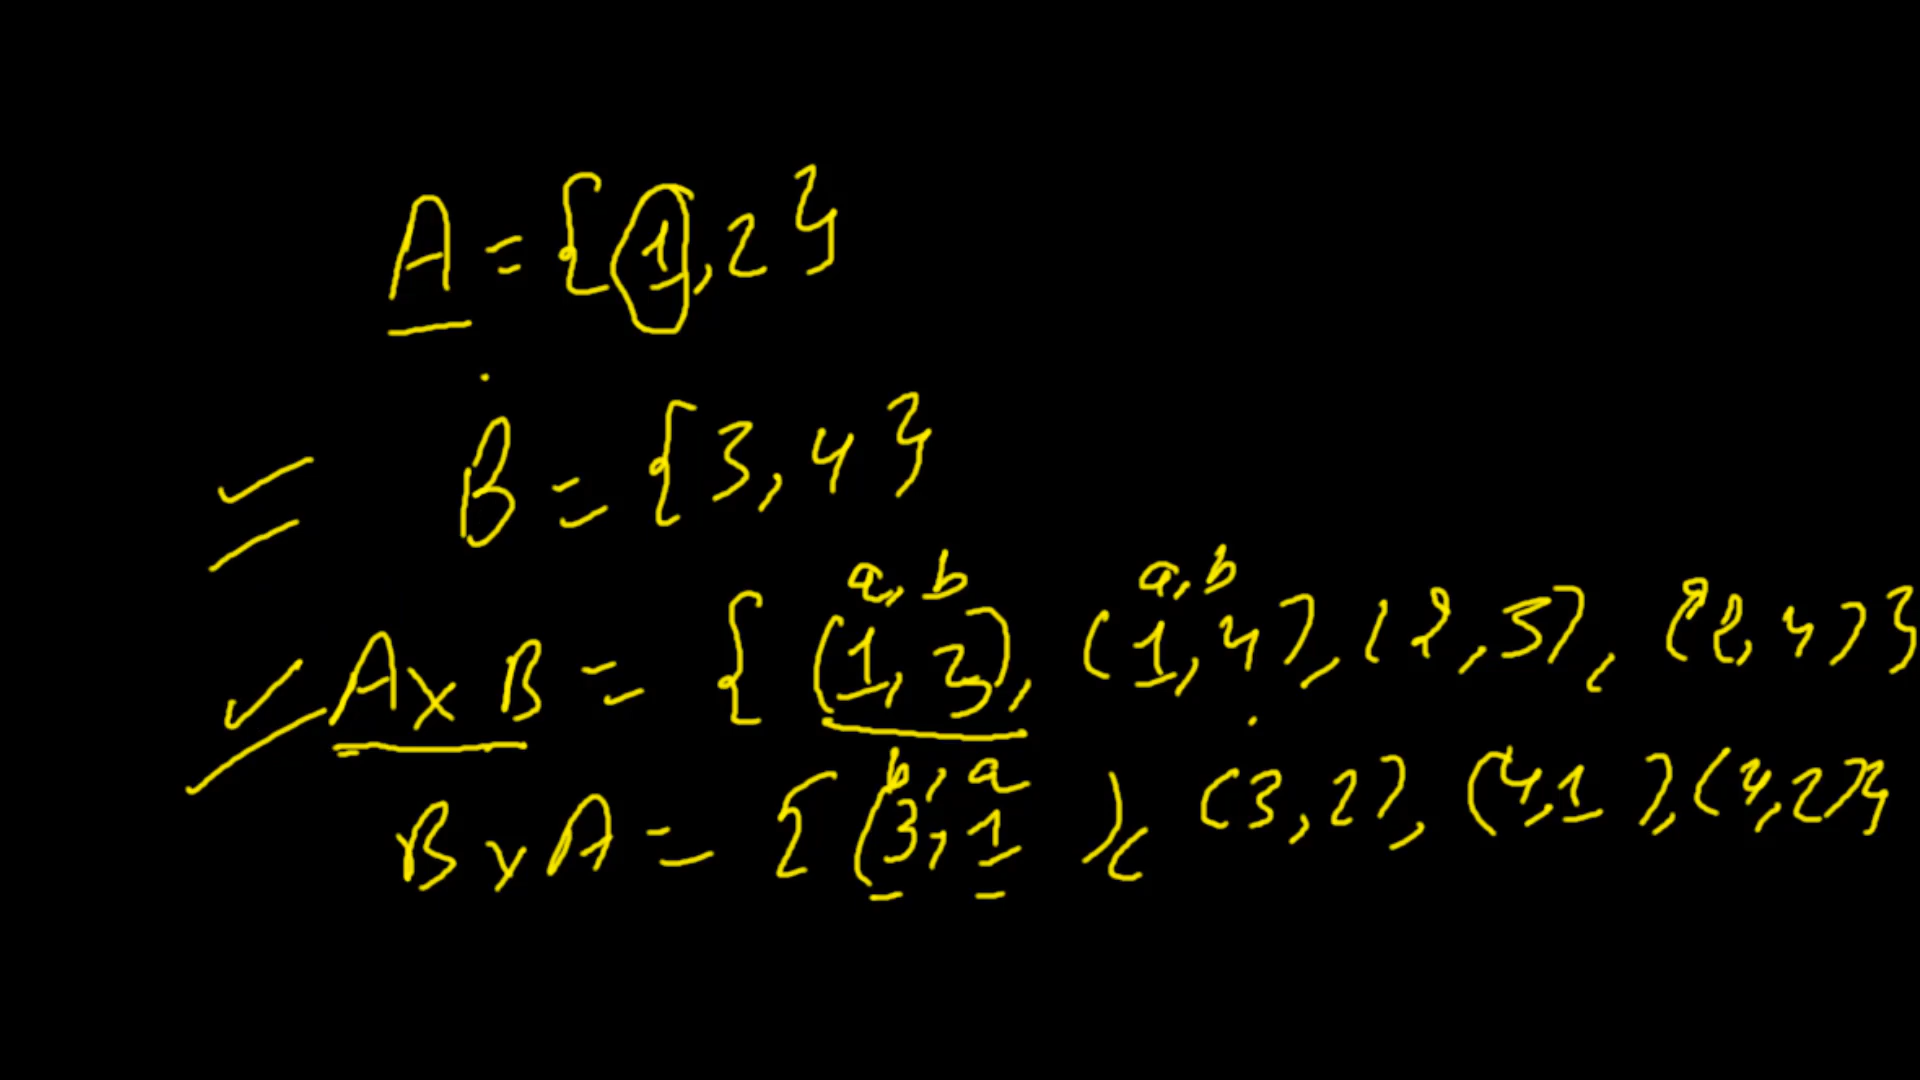 A = {1, 2}
B = {3, 4}
a, b a, b
A x B = { (1, 3), (1, 4), (2, 3), (2, 4) }
b, a
B x A = { (3, 1), (3, 2), (4, 1), (4, 2) }